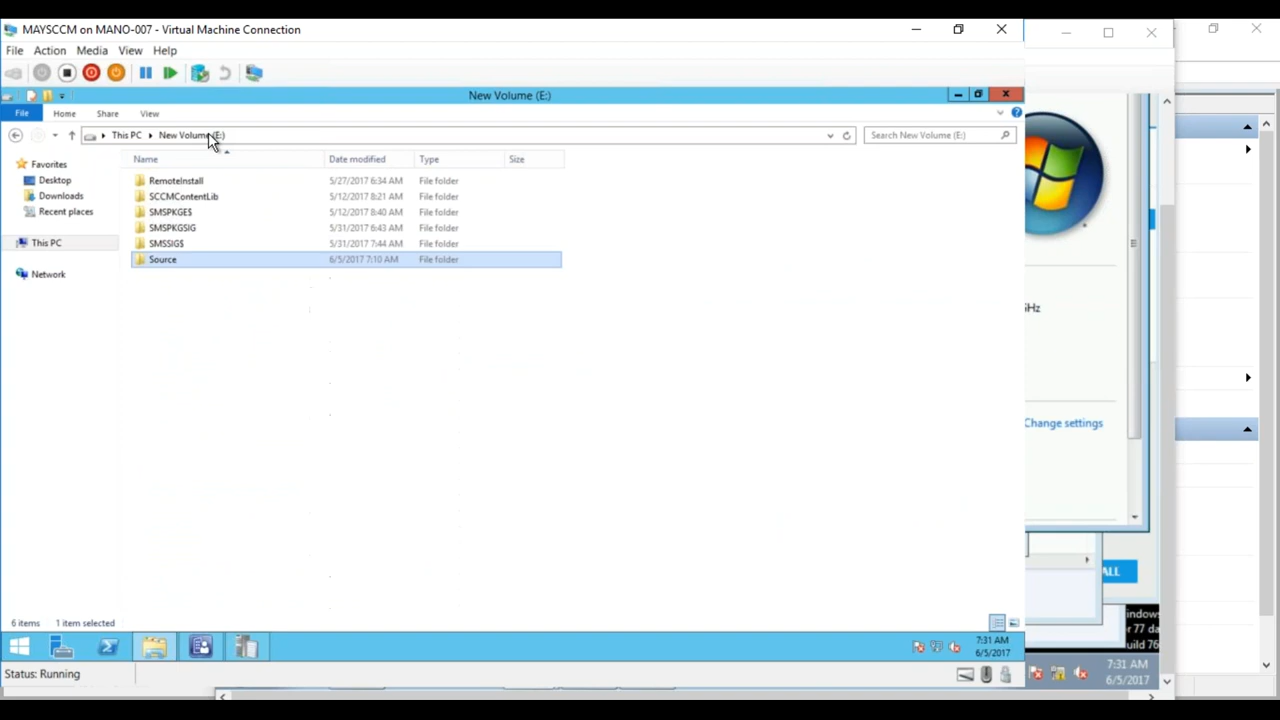 MAYSCCM on MANO-007 - Virtual Machine Connection
File Action Media View Help
New Volume (E:)
File Home Share View
This PC New Volume (E:)
Search New Volume (E:)
Name Date modified Type Size
Favorites
Desktop
Downloads
Recent places
This PC
Network
RemoteInstall 5/27/2017 6:34 AM File folder
SCCMContentLib 5/12/2017 8:21 AM File folder
SMSPKGE$ 5/12/2017 8:40 AM File folder
SMSPKGSIG 5/31/2017 6:43 AM File folder
SMSSIG$ 5/31/2017 7:44 AM File folder
Source 6/5/2017 7:10 AM File folder
Change settings
6 items 1 item selected
7:31 AM
6/5/2017
7:31 AM
6/5/2017
Status: Running